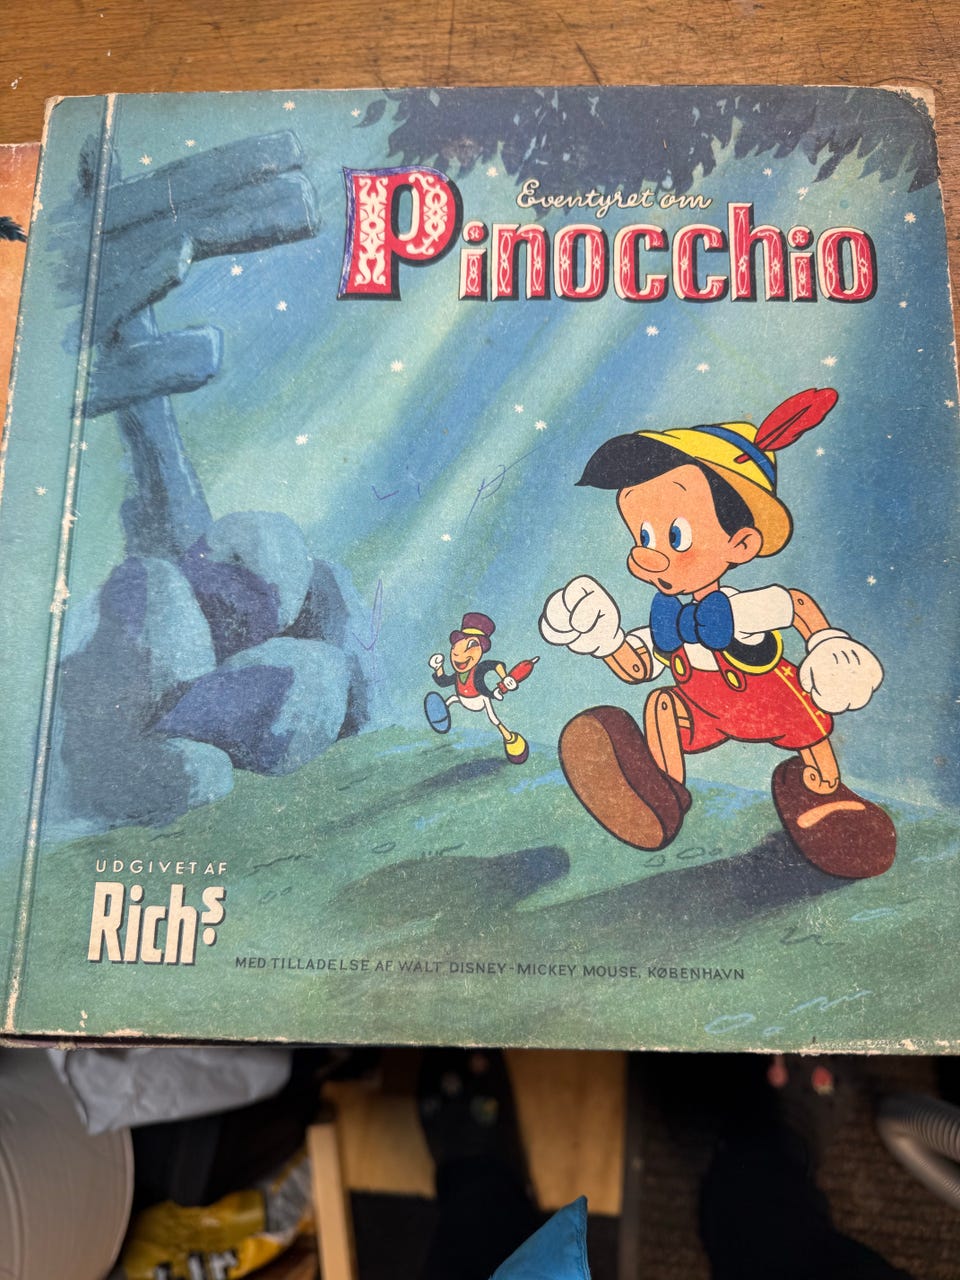 Eventyret om
Pinocchio
UDGIVET AF
Richs
MED TILLADELSE AF WALT DISNEY-MICKEY MOUSE, KØBENHAVN